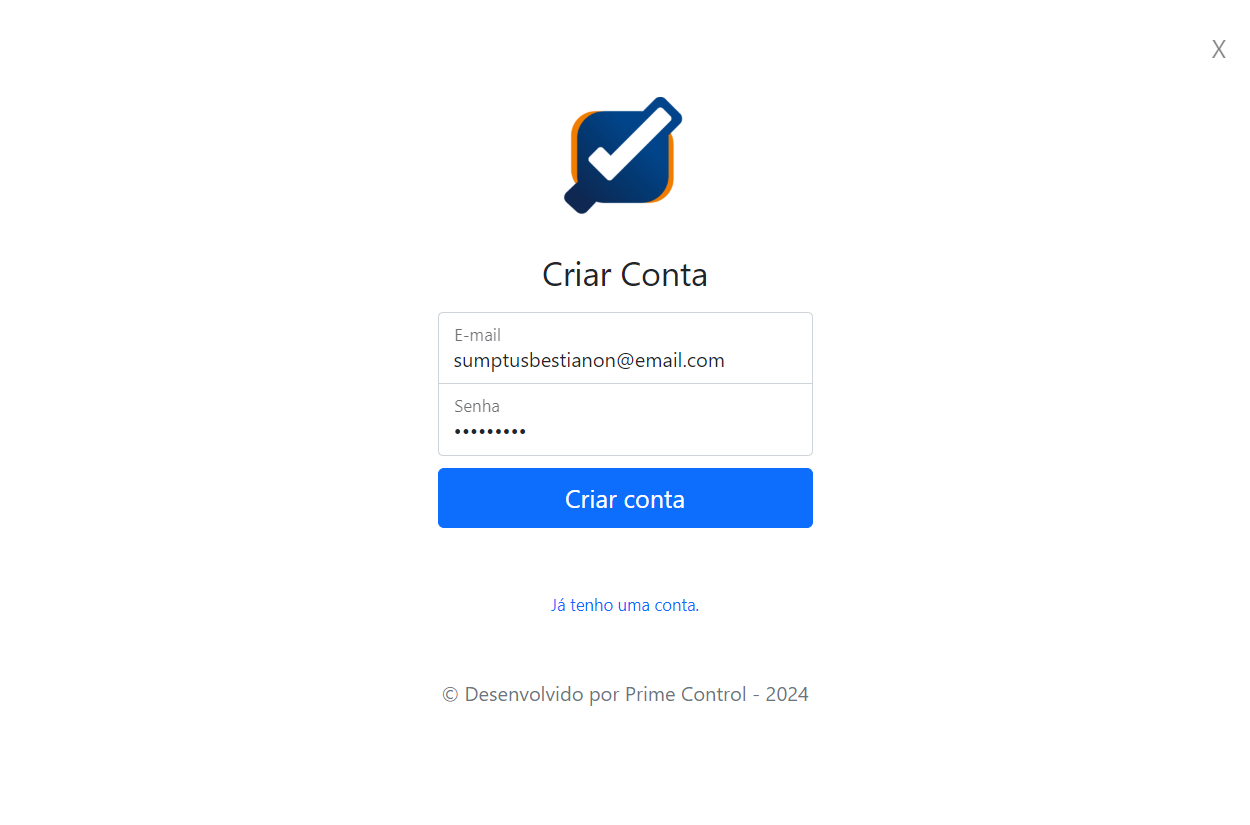 X
Criar Conta
E-mail
sumptusbestianon@email.com
Senha
•••••••••
Criar conta
Já tenho uma conta.
© Desenvolvido por Prime Control - 2024